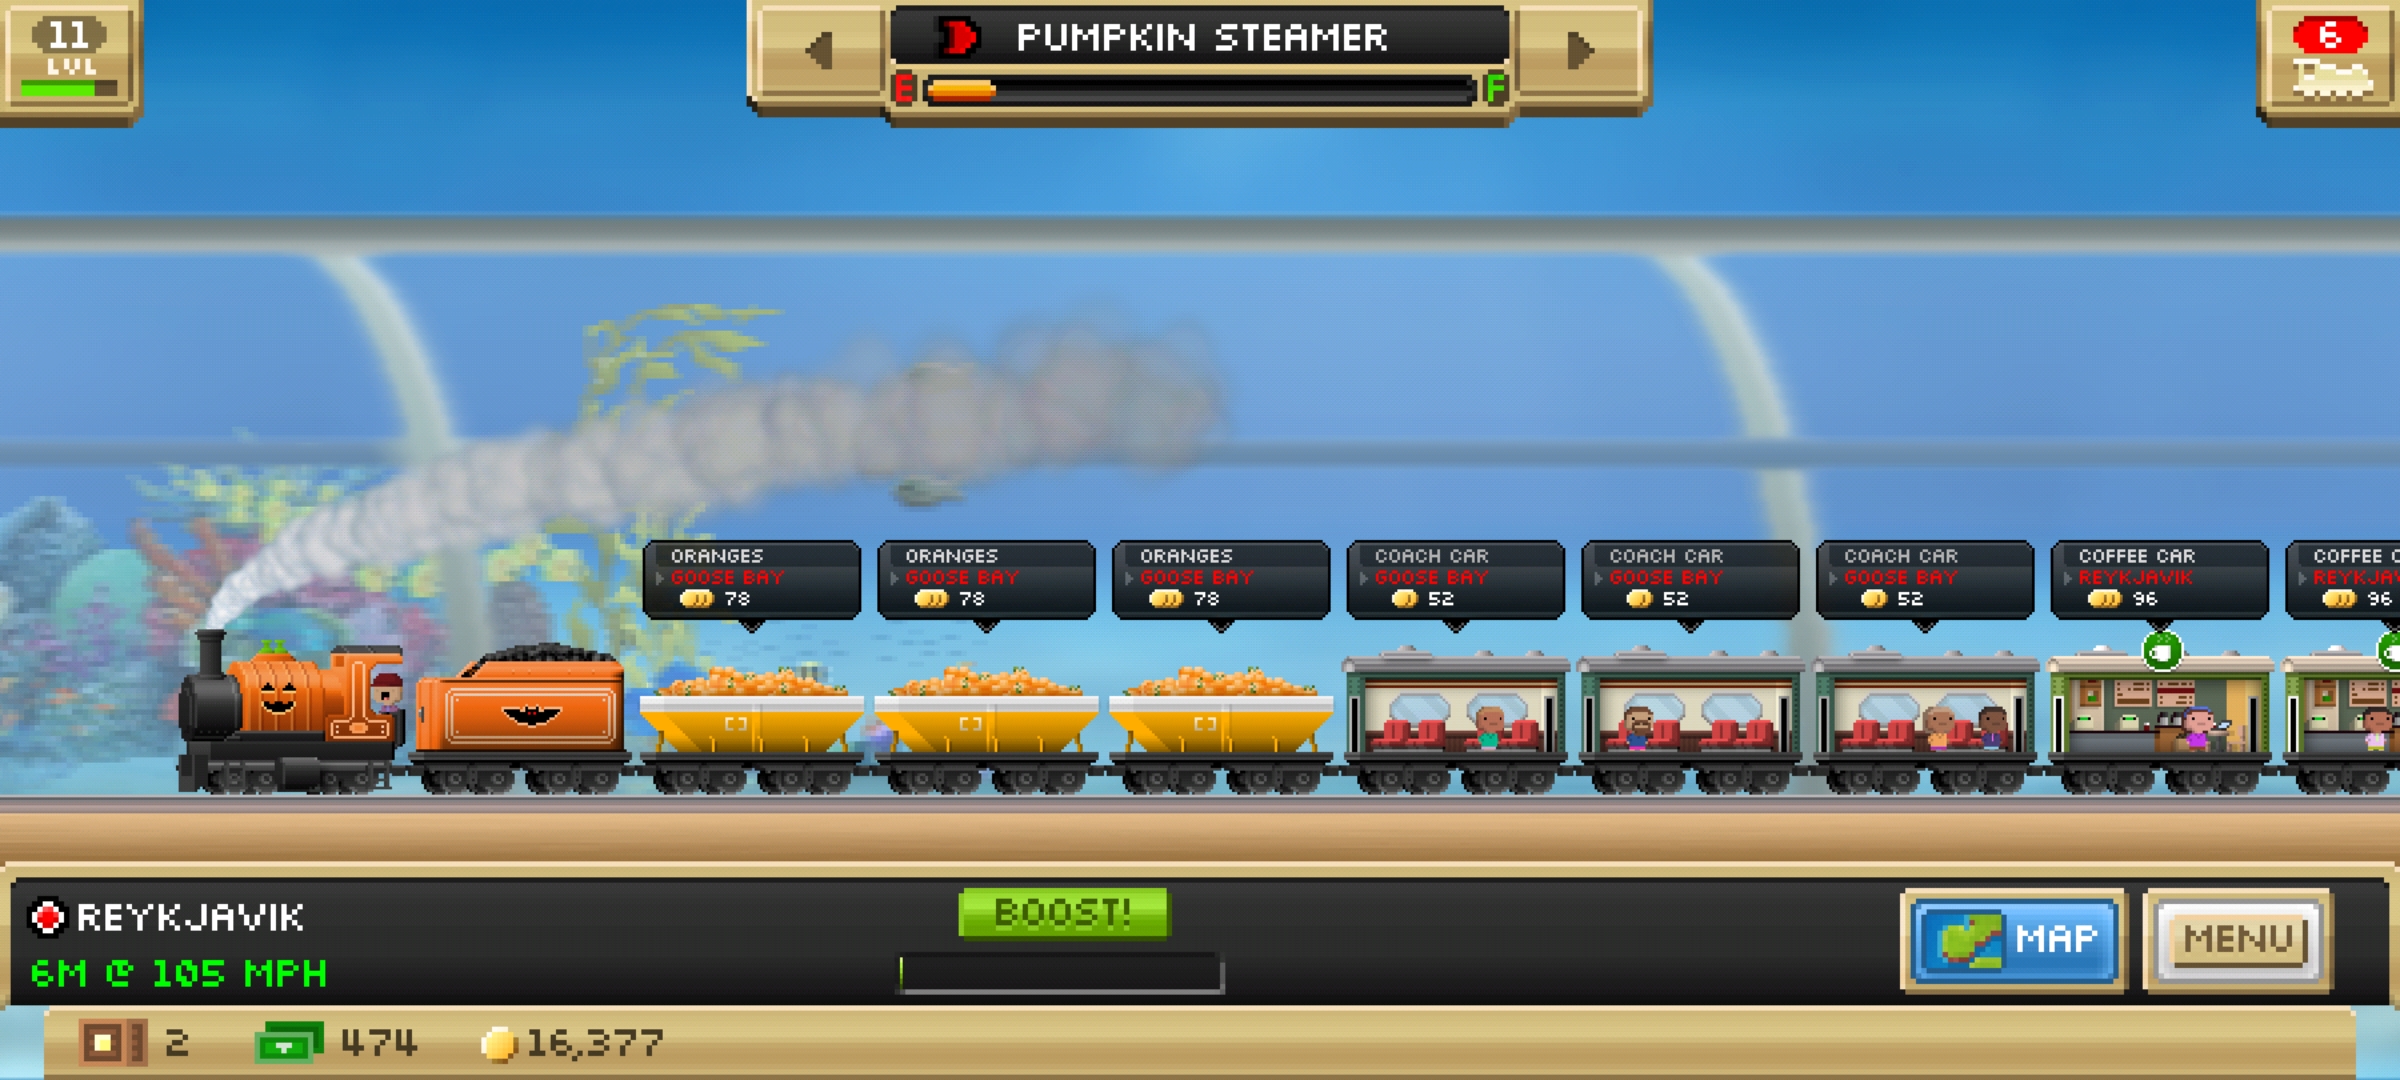 11
LVL
PUMPKIN STEAMER
E
F
6
ORANGES
GOOSE BAY
78
ORANGES
GOOSE BAY
78
ORANGES
GOOSE BAY
78
COACH CAR
GOOSE BAY
52
COACH CAR
GOOSE BAY
52
COACH CAR
GOOSE BAY
52
COFFEE CAR
REYKJAVIK
96
COFFEE C
REYKJAV
96
REYKJAVIK
6M @ 105 MPH
BOOST!
MAP
MENU
2
474
16,377